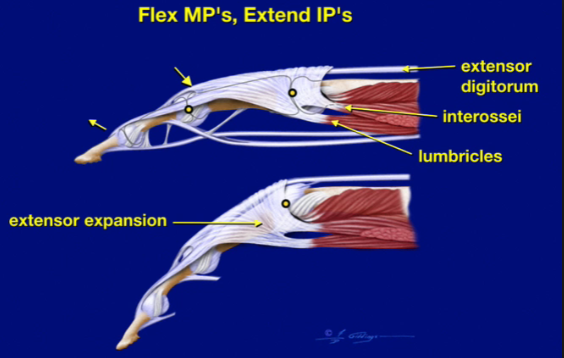 Flex MP's, Extend IP's
extensor
digitorum
interossei
lumbricles
extensor expansion
©